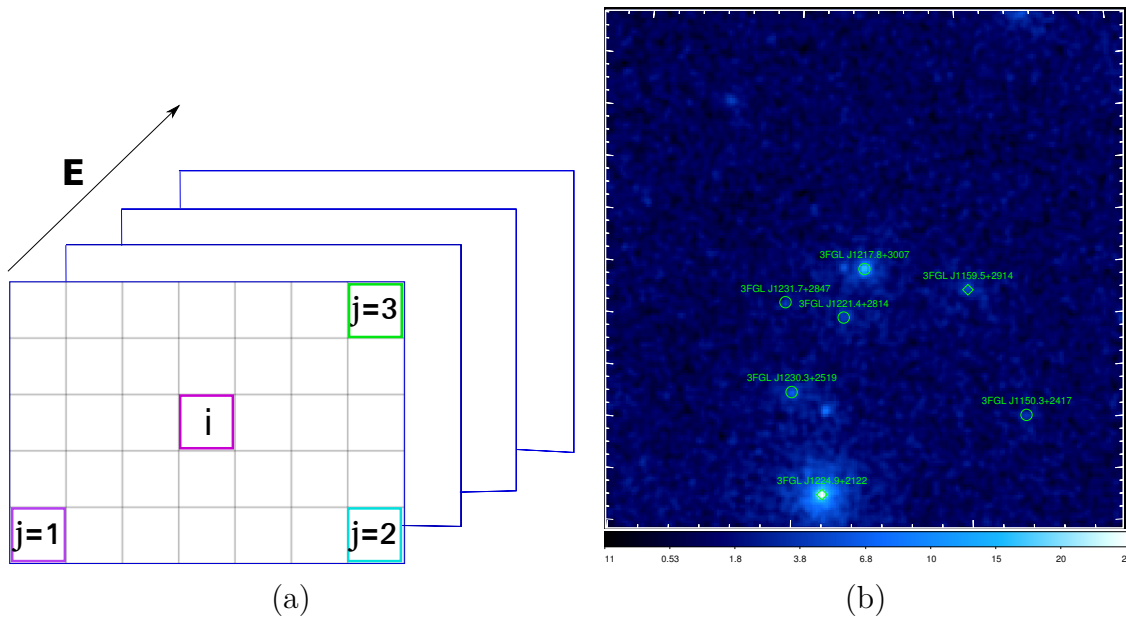 E
j=3
i
j=1
j=2
(a)
3FGL J1217.8+3007
3FGL J1159.5+2914
3FGL J1231.7+2847
3FGL J1221.4+2814
3FGL J1230.3+2519
3FGL J1150.3+2417
3FGL J1224.9+2122
11 0.53 1.8 3.8 6.8 10 15 20 2
(b)